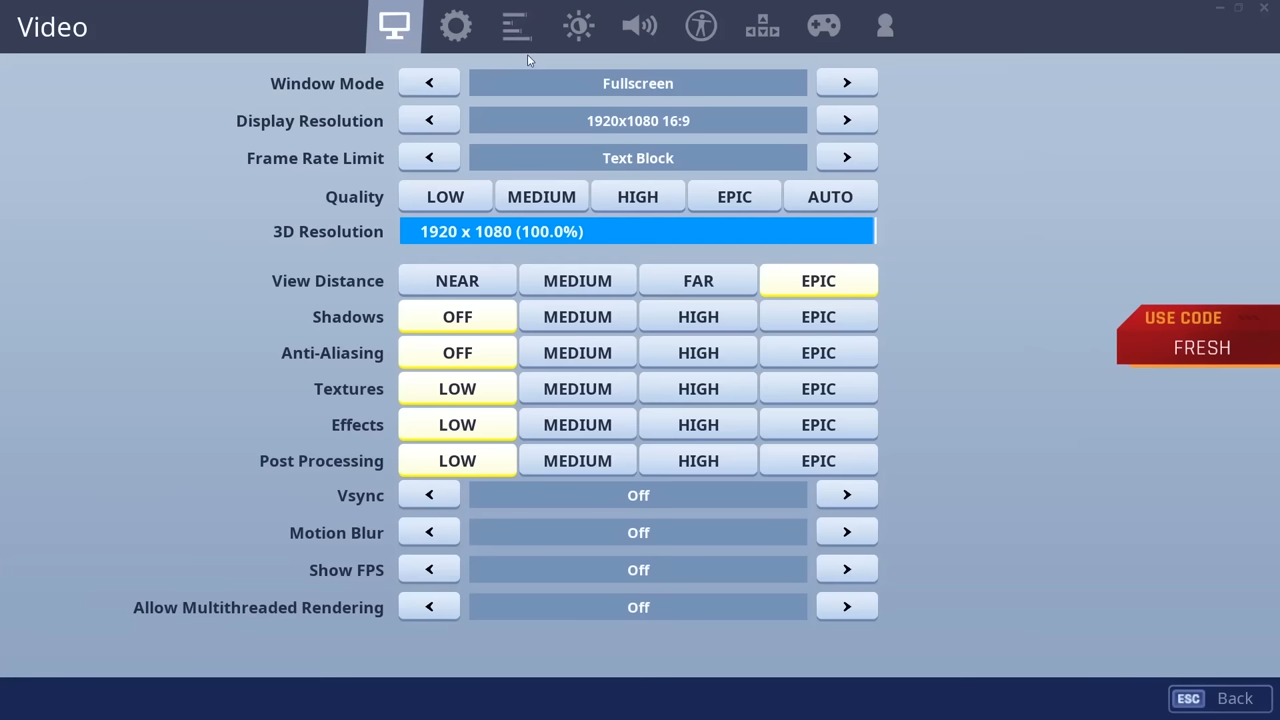 Video
Window Mode < Fullscreen >
Display Resolution < 1920x1080 16:9 >
Frame Rate Limit < Text Block >
Quality LOW MEDIUM HIGH EPIC AUTO
3D Resolution 1920 x 1080 (100.0%)
View Distance NEAR MEDIUM FAR EPIC
Shadows OFF MEDIUM HIGH EPIC
Anti-Aliasing OFF MEDIUM HIGH EPIC
Textures LOW MEDIUM HIGH EPIC
Effects LOW MEDIUM HIGH EPIC
Post Processing LOW MEDIUM HIGH EPIC
Vsync < Off >
Motion Blur < Off >
Show FPS < Off >
Allow Multithreaded Rendering < Off >
USE CODE
FRESH
ESC Back